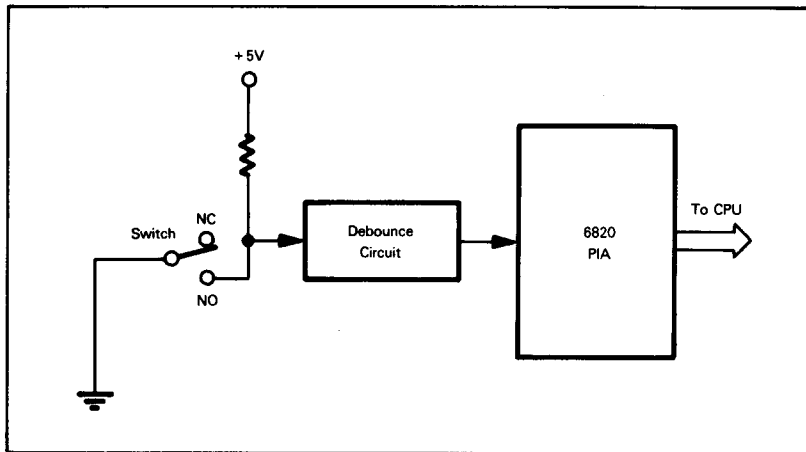 +5V
Switch
NC
NO
Debounce
Circuit
6820
PIA
To CPU